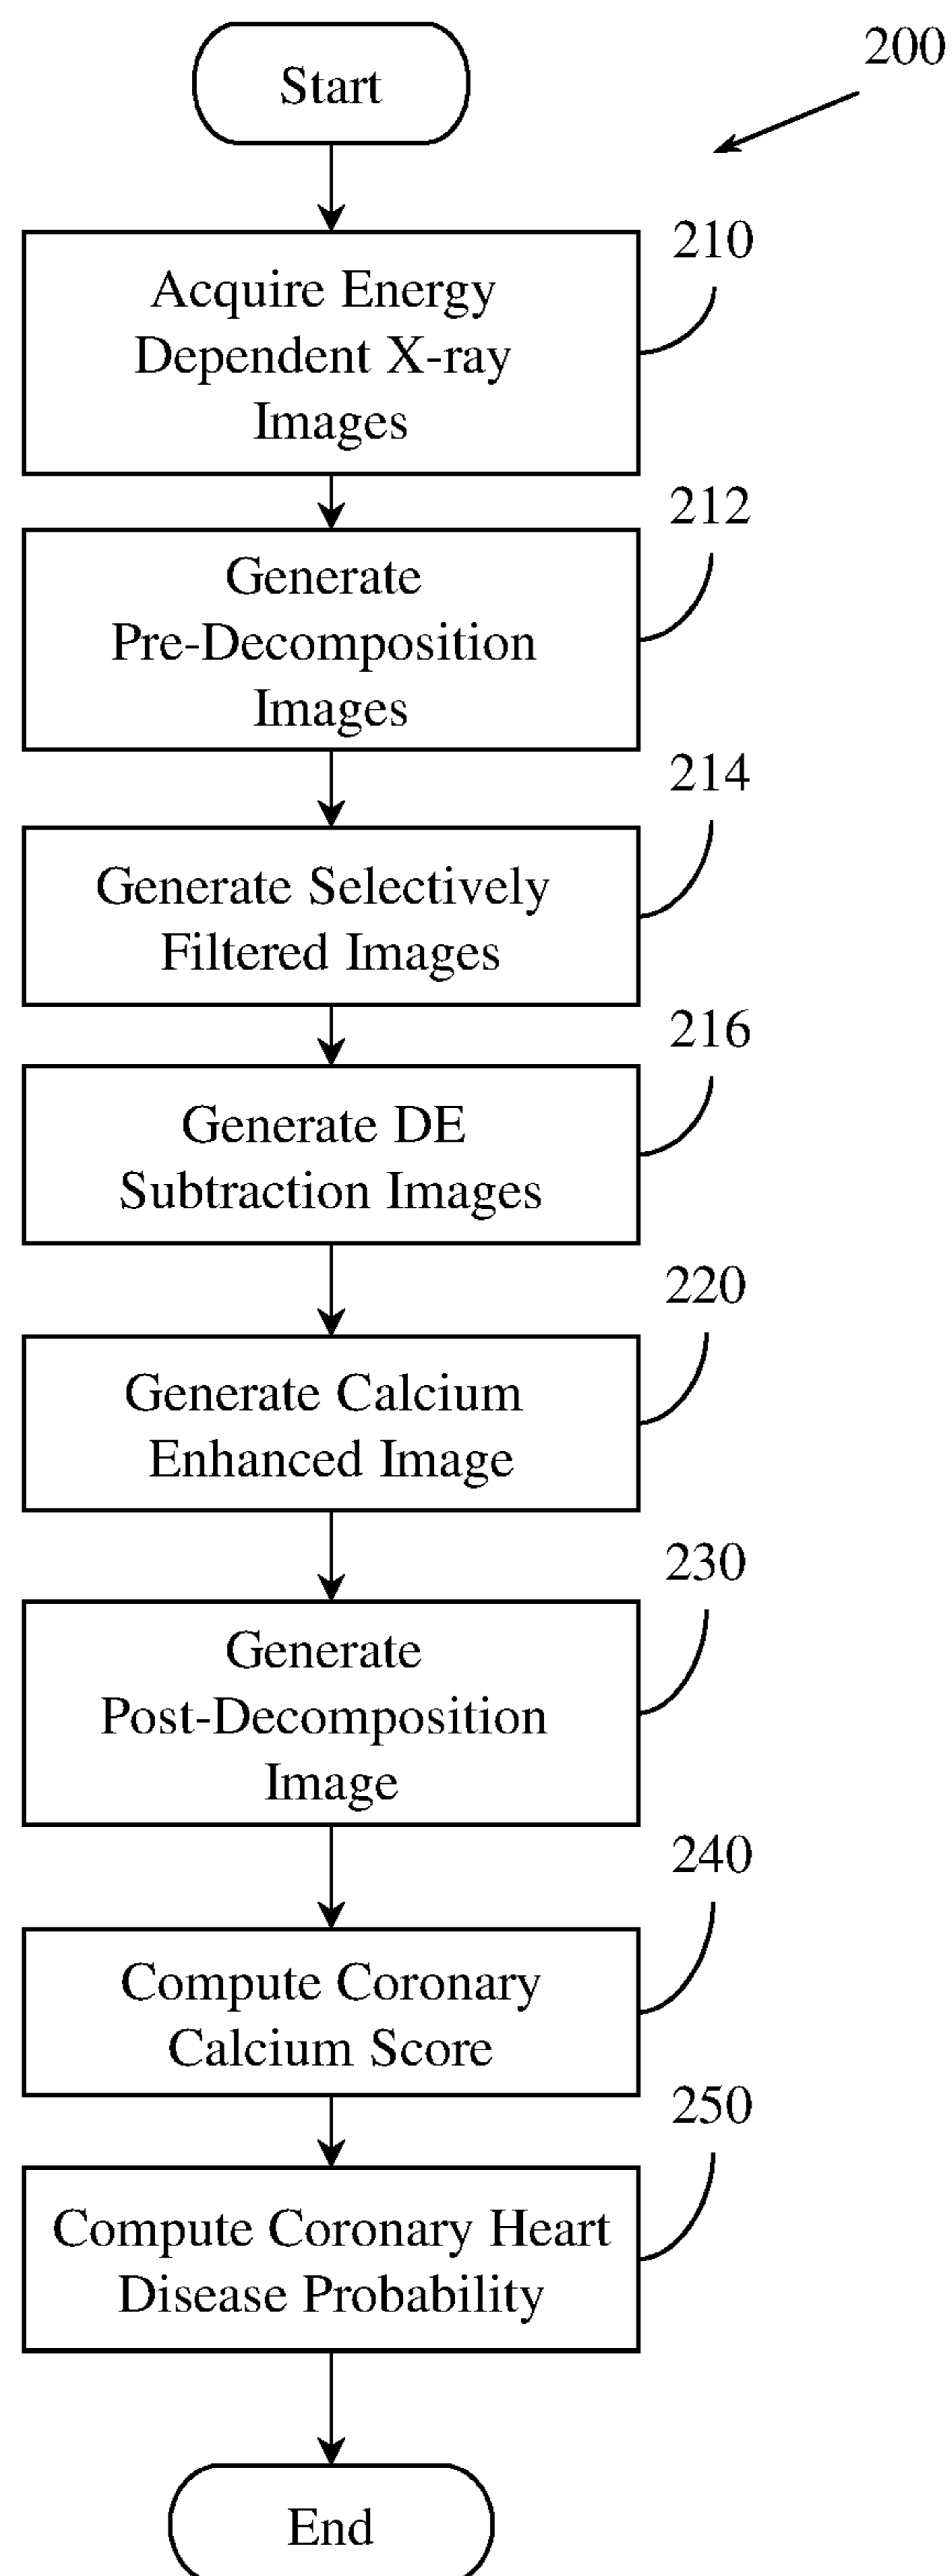 Start
200
210
Acquire Energy
Dependent X-ray
Images
212
Generate
Pre-Decomposition
Images
214
Generate Selectively
Filtered Images
216
Generate DE
Subtraction Images
220
Generate Calcium
Enhanced Image
230
Generate
Post-Decomposition
Image
240
Compute Coronary
Calcium Score
250
Compute Coronary Heart
Disease Probability
End